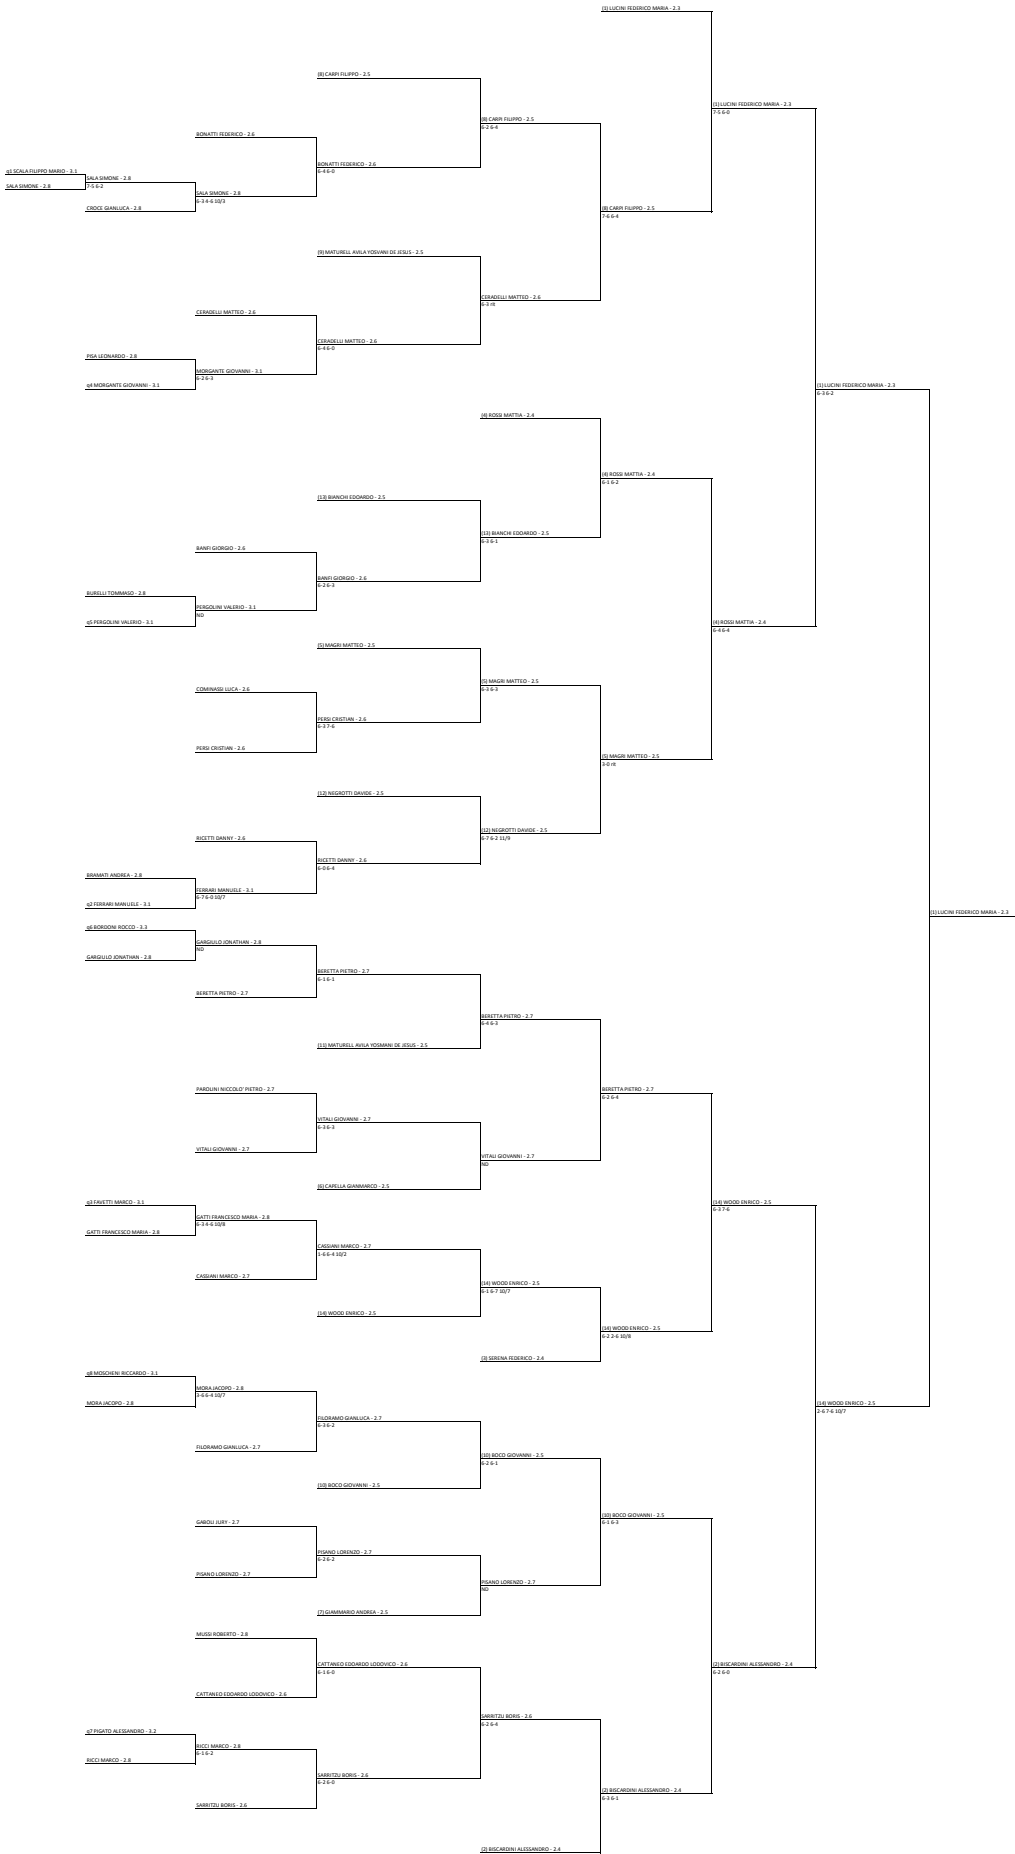 (1) LUCINI FEDERICO MARIA - 2.3
(8) CARPI FILIPPO - 2.5
(1) LUCINI FEDERICO MARIA - 2.3
7-5 6-0
(8) CARPI FILIPPO - 2.5
6-2 6-4
BONATTI FEDERICO - 2.6
BONATTI FEDERICO - 2.6
6-4 6-0
q1 SCALA FILIPPO MARIO - 3.1
SALA SIMONE - 2.8
7-5 6-2
SALA SIMONE - 2.8
SALA SIMONE - 2.8
6-3 4-6 10/3
CROCE GIANLUCA - 2.8
(8) CARPI FILIPPO - 2.5
7-6 6-4
(9) MATURELL AVILA YOSVANI DE JESUS - 2.5
CERADELLI MATTEO - 2.6
6-3 rit
CERADELLI MATTEO - 2.6
CERADELLI MATTEO - 2.6
6-4 6-0
PISA LEONARDO - 2.8
MORGANTE GIOVANNI - 3.1
6-2 6-3
q4 MORGANTE GIOVANNI - 3.1
(1) LUCINI FEDERICO MARIA - 2.3
6-3 6-2
(4) ROSSI MATTIA - 2.4
(4) ROSSI MATTIA - 2.4
6-1 6-2
(13) BIANCHI EDOARDO - 2.5
(13) BIANCHI EDOARDO - 2.5
6-3 6-1
BANFI GIORGIO - 2.6
BANFI GIORGIO - 2.6
6-2 6-3
BURELLI TOMMASO - 2.8
PERGOLINI VALERIO - 3.1
ND
q5 PERGOLINI VALERIO - 3.1
(4) ROSSI MATTIA - 2.4
6-4 6-4
(5) MAGRI MATTEO - 2.5
(5) MAGRI MATTEO - 2.5
6-3 6-3
COMINASSI LUCA - 2.6
PERSI CRISTIAN - 2.6
6-3 7-6
PERSI CRISTIAN - 2.6
(5) MAGRI MATTEO - 2.5
3-0 rit
(12) NEGROTTI DAVIDE - 2.5
(12) NEGROTTI DAVIDE - 2.5
6-7 6-2 11/9
RICETTI DANNY - 2.6
RICETTI DANNY - 2.6
6-0 6-4
BRAMATI ANDREA - 2.8
FERRARI MANUELE - 3.1
6-7 6-0 10/7
q2 FERRARI MANUELE - 3.1
(1) LUCINI FEDERICO MARIA - 2.3
q6 BORDONI ROCCO - 3.3
GARGIULO JONATHAN - 2.8
ND
GARGIULO JONATHAN - 2.8
BERETTA PIETRO - 2.7
6-1 6-1
BERETTA PIETRO - 2.7
BERETTA PIETRO - 2.7
6-4 6-3
(11) MATURELL AVILA YOSMANI DE JESUS - 2.5
PAROLINI NICCOLO' PIETRO - 2.7
BERETTA PIETRO - 2.7
6-2 6-4
VITALI GIOVANNI - 2.7
6-3 6-3
VITALI GIOVANNI - 2.7
VITALI GIOVANNI - 2.7
ND
(6) CAPELLA GIANMARCO - 2.5
q3 FAVETTI MARCO - 3.1
(14) WOOD ENRICO - 2.5
6-3 7-6
GATTI FRANCESCO MARIA - 2.8
6-3 4-6 10/8
GATTI FRANCESCO MARIA - 2.8
CASSIANI MARCO - 2.7
1-6 6-4 10/2
CASSIANI MARCO - 2.7
(14) WOOD ENRICO - 2.5
6-1 6-7 10/7
(14) WOOD ENRICO - 2.5
(14) WOOD ENRICO - 2.5
6-2 2-6 10/8
(3) SERENA FEDERICO - 2.4
q8 MOSCHENI RICCARDO - 3.1
MORA JACOPO - 2.8
3-6 6-4 10/7
MORA JACOPO - 2.8
(14) WOOD ENRICO - 2.5
2-6 7-6 10/7
FILORAMO GIANLUCA - 2.7
6-3 6-2
FILORAMO GIANLUCA - 2.7
(10) BOCO GIOVANNI - 2.5
6-2 6-1
(10) BOCO GIOVANNI - 2.5
(10) BOCO GIOVANNI - 2.5
6-1 6-3
GABOLI JURY - 2.7
PISANO LORENZO - 2.7
6-2 6-2
PISANO LORENZO - 2.7
PISANO LORENZO - 2.7
ND
(7) GIAMMARIO ANDREA - 2.5
MUSSI ROBERTO - 2.8
CATTANEO EDOARDO LODOVICO - 2.6
6-1 6-0
(2) BISCARDINI ALESSANDRO - 2.4
6-2 6-0
CATTANEO EDOARDO LODOVICO - 2.6
SARRITZU BORIS - 2.6
6-2 6-4
q7 PIGATO ALESSANDRO - 3.2
RICCI MARCO - 2.8
6-1 6-2
RICCI MARCO - 2.8
SARRITZU BORIS - 2.6
6-2 6-0
(2) BISCARDINI ALESSANDRO - 2.4
6-3 6-1
SARRITZU BORIS - 2.6
(2) BISCARDINI ALESSANDRO - 2.4